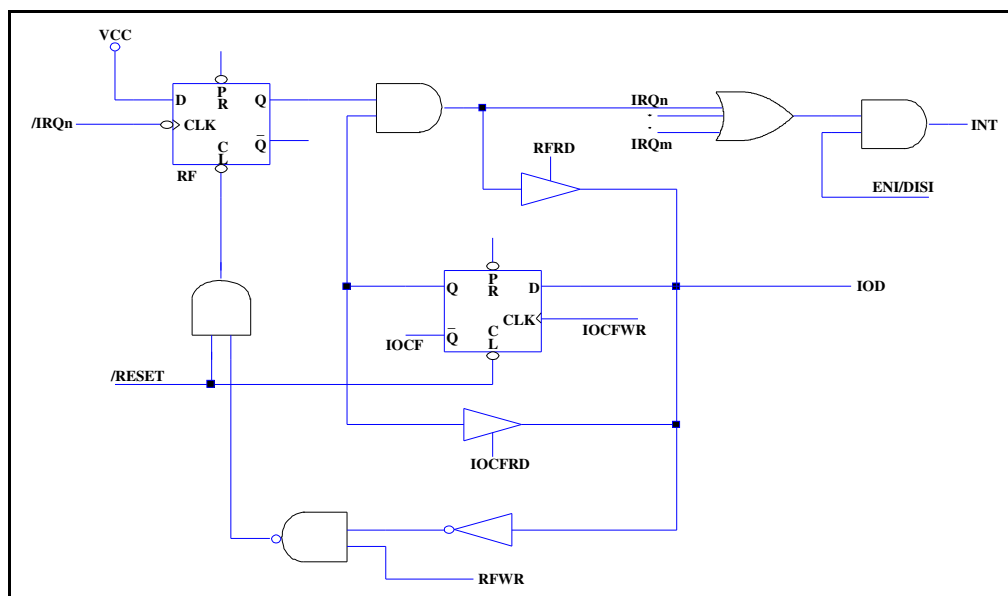 VCC
D
P
R
Q
/IRQn
CLK
C
L
Q̅
RF
IRQn
IRQm
INT
RFRD
ENI/DISI
Q
P
R
D
IOD
CLK
IOCFWR
IOCF
Q̅
C
L
/RESET
IOCFRD
RFWR